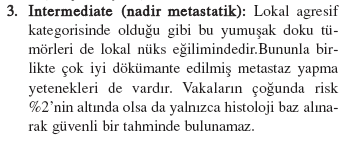 3. Intermediate (nadir metastatik): Lokal agresif
kategorisinde olduğu gibi bu yumuşak doku tü-
mörleri de lokal nüks eğilimindedir.Bununla bir-
likte çok iyi dökümante edilmiş metastaz yapma
yetenekleri de vardır. Vakaların çoğunda risk
%2’nin altında olsa da yalnızca histoloji baz alına-
rak güvenli bir tahminde bulunamaz.